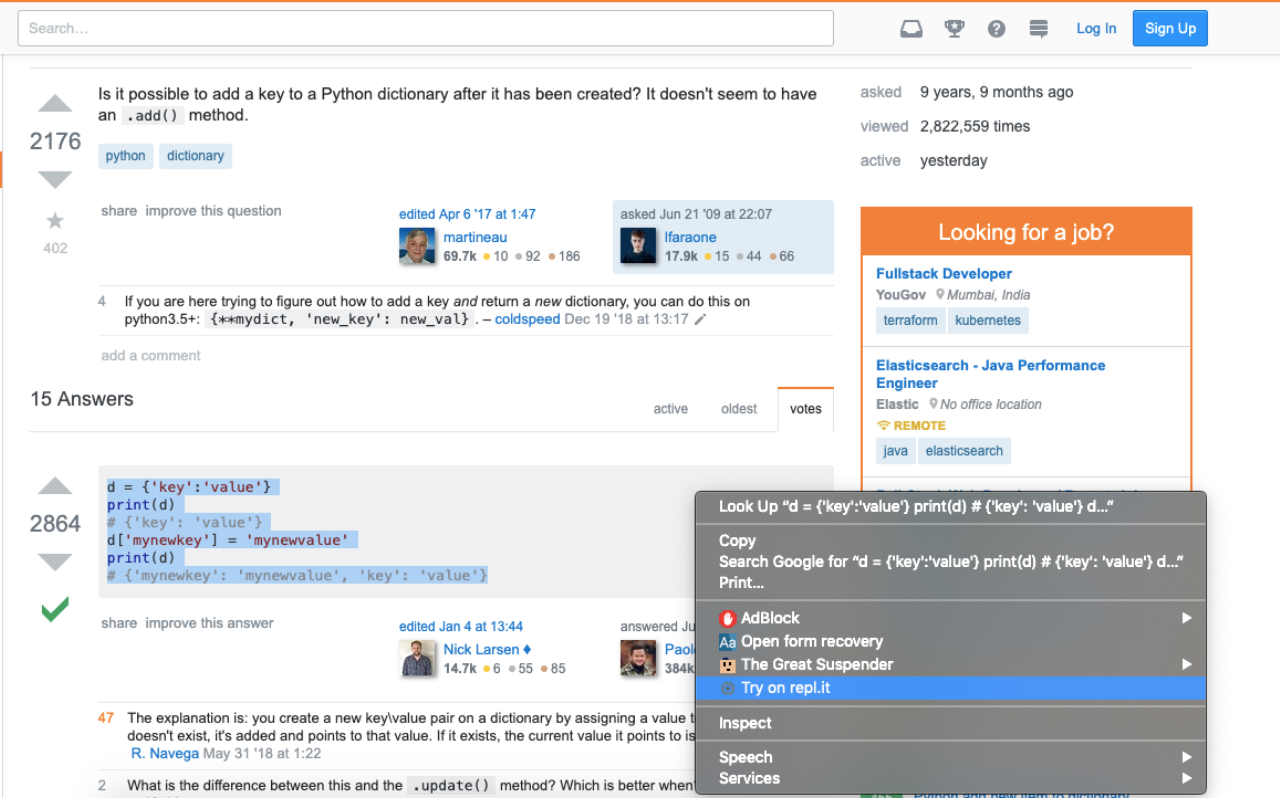 Search…
Log In
Sign Up
2176
Is it possible to add a key to a Python dictionary after it has been created? It doesn't seem to have
an .add() method.
python dictionary
402
share improve this question
edited Apr 6 '17 at 1:47
martineau
69.7k 10 92 186
asked Jun 21 '09 at 22:07
lfaraone
17.9k 15 44 66
4 If you are here trying to figure out how to add a key and return a new dictionary, you can do this on
python3.5+: {**mydict, 'new_key': new_val} . – coldspeed Dec 19 '18 at 13:17
add a comment
asked 9 years, 9 months ago
viewed 2,822,559 times
active yesterday
Looking for a job?
Fullstack Developer
YouGov Mumbai, India
terraform kubernetes
Elasticsearch - Java Performance
Engineer
Elastic No office location
REMOTE
java elasticsearch
15 Answers
active oldest votes
2864
d = {'key':'value'}
print(d)
# {'key': 'value'}
d['mynewkey'] = 'mynewvalue'
print(d)
# {'mynewkey': 'mynewvalue', 'key': 'value'}
share improve this answer
edited Jan 4 at 13:44
Nick Larsen ♦
14.7k 6 55 85
answered
384k
47 The explanation is: you create a new key\value pair on a dictionary by assigning a value
doesn't exist, it's added and points to that value. If it exists, the current value it points to is
R. Navega May 31 '18 at 1:22
2 What is the difference between this and the .update() method? Which is better when
Look Up “d = {'key':'value'} print(d) # {'key': 'value'} d...”
Copy
Search Google for “d = {'key':'value'} print(d) # {'key': 'value'} d...”
Print...
AdBlock
Aa Open form recovery
The Great Suspender
Try on repl.it
Inspect
Speech
Services